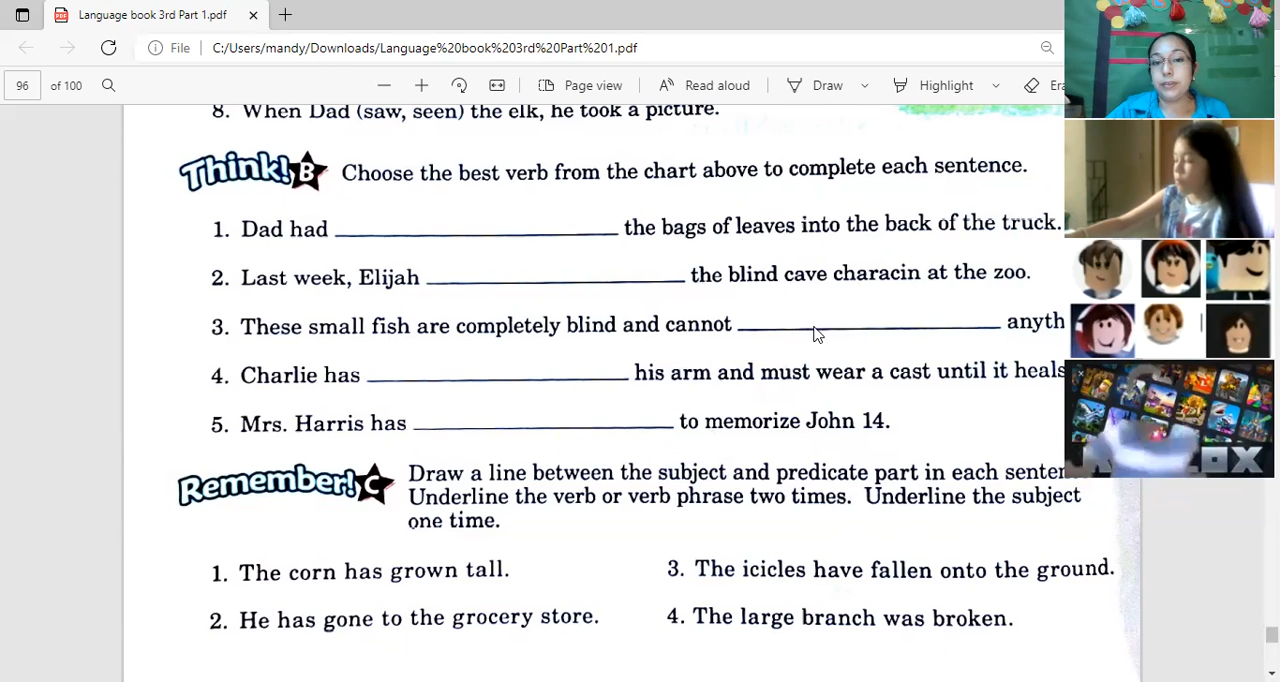 Language book 3rd Part 1.pdf
File
C:/Users/mandy/Downloads/Language%20book%203rd%20Part%201.pdf
96 of 100
Page view
Read aloud
Draw
Highlight
Era
8. When Dad (saw, seen) the elk, he took a picture.
Think! B Choose the best verb from the chart above to complete each sentence.
1. Dad had ____ the bags of leaves into the back of the truck.
2. Last week, Elijah ____ the blind cave characin at the zoo.
3. These small fish are completely blind and cannot ____ anyth
4. Charlie has ____ his arm and must wear a cast until it heals
5. Mrs. Harris has ____ to memorize John 14.
Remember! C Draw a line between the subject and predicate part in each senten
Underline the verb or verb phrase two times. Underline the subject
one time.
1. The corn has grown tall.
2. He has gone to the grocery store.
3. The icicles have fallen onto the ground.
4. The large branch was broken.